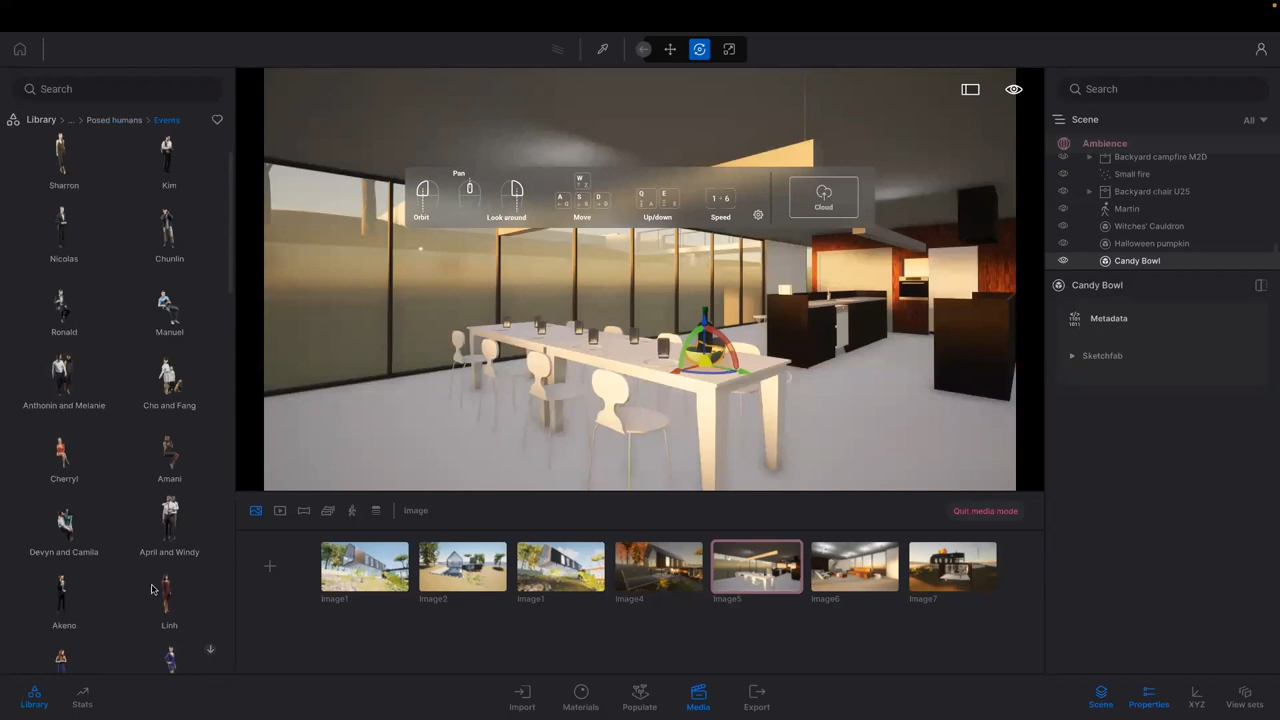 Search
Library > ... > Posed humans > Events
Sharron
Kim
Nicolas
Chunlin
Ronald
Manuel
Anthonin and Melanie
Cho and Fang
Cherryl
Amani
Devyn and Camila
April and Windy
Akeno
Linh
Library
Stats
Pan
Orbit
Look around
W
A S D
Move
Q E
Up/down
1 - 6
Speed
Cloud
Image
Quit media mode
Image1
Image2
Image1
Image4
Image5
Image6
Image7
Import
Materials
Populate
Media
Export
Search
Scene
All
Ambience
Backyard campfire M2D
Small fire
Backyard chair U25
Martin
Witches' Cauldron
Halloween pumpkin
Candy Bowl
Candy Bowl
Metadata
Sketchfab
Scene
Properties
XYZ
View sets